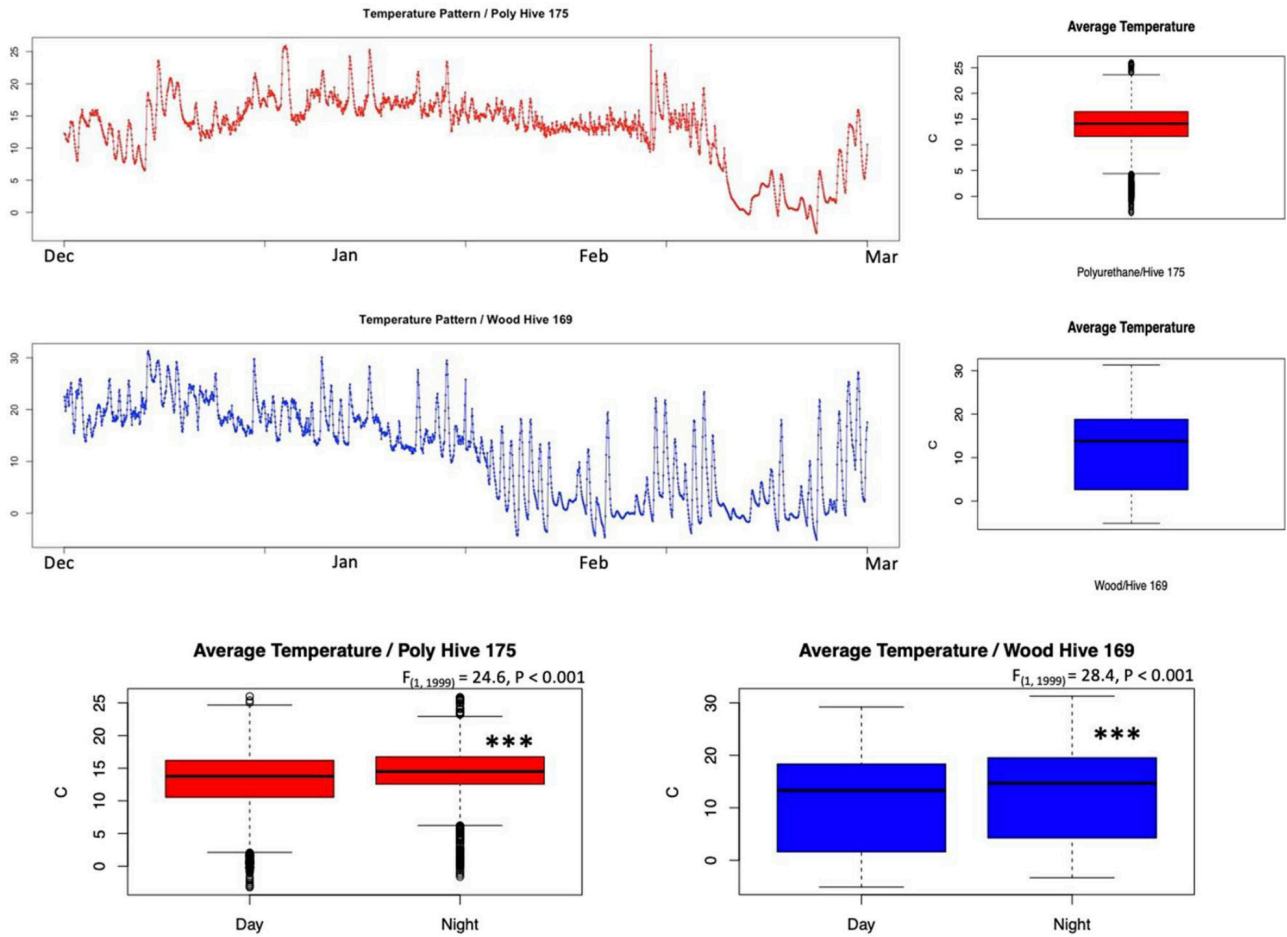 Temperature Pattern / Poly Hive 175
25
20
15
10
5
0
Dec
Jan
Feb
Mar
Average Temperature
C
25
20
15
10
5
0
Polyurethane/Hive 175
Temperature Pattern / Wood Hive 169
30
20
10
0
Dec
Jan
Feb
Mar
Average Temperature
C
30
20
10
0
Wood/Hive 169
Average Temperature / Poly Hive 175
F(1, 1999) = 24.6, P < 0.001
C
25
20
15
10
5
0
***
Day
Night
Average Temperature / Wood Hive 169
F(1, 1999) = 28.4, P < 0.001
C
30
20
10
0
***
Day
Night